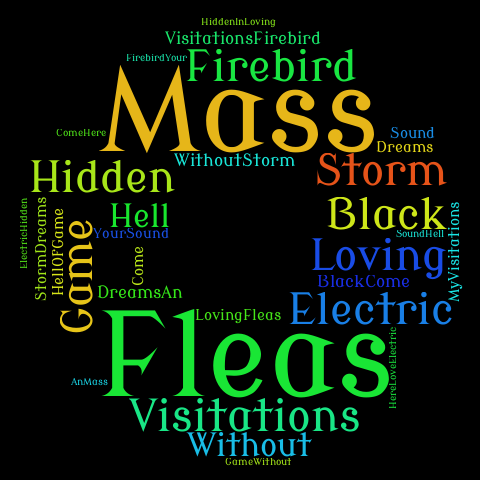 HiddenInLoving
VisitationsFirebird
FirebirdYour
Firebird
Mass
ComeHere
Sound
Dreams
WithoutStorm
Storm
Hidden
Hell
Black
YourSound
SoundHell
ElectricHidden
StormDreams
HellOfGame
Game
Come
Loving
MyVisitations
BlackCome
DreamsAn
Electric
LovingFleas
Fleas
HereLoveElectric
AnMass
Visitations
Without
GameWithout